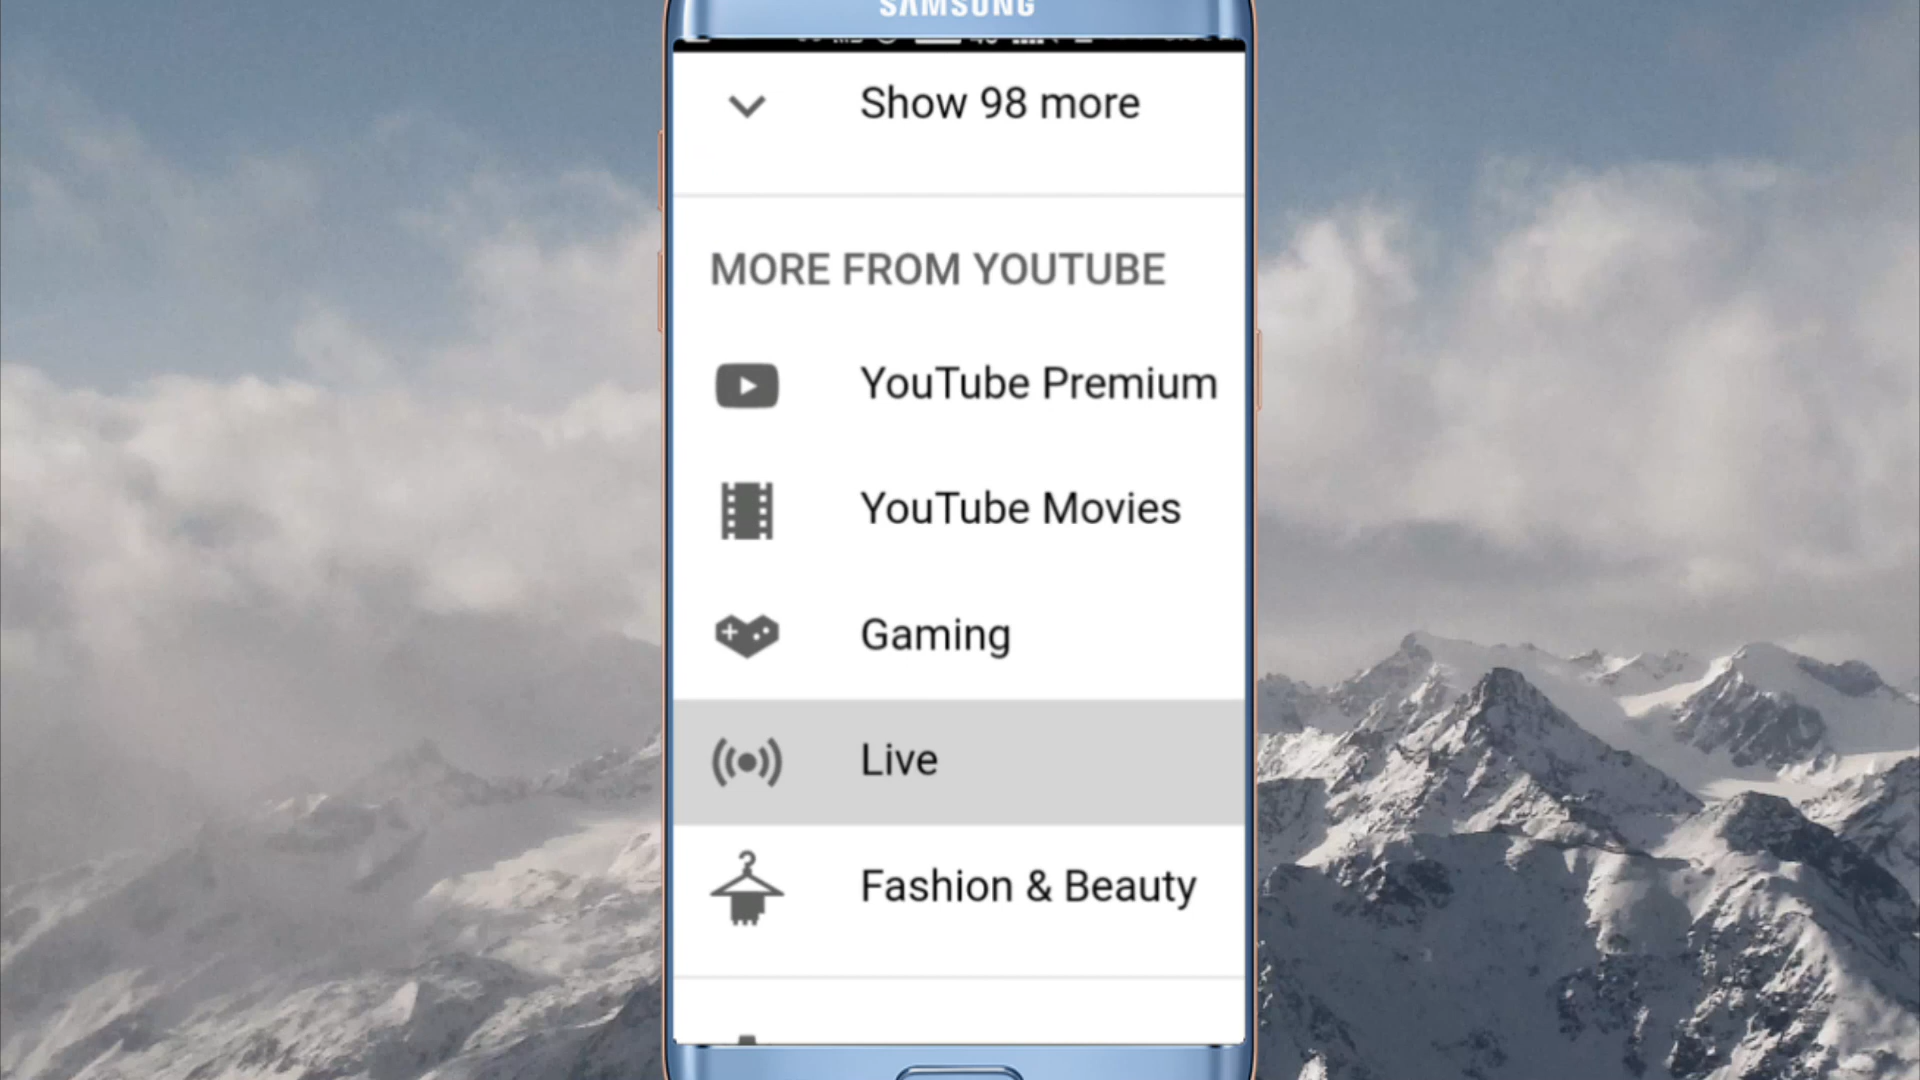 SAMSUNG
Show 98 more
MORE FROM YOUTUBE
YouTube Premium
YouTube Movies
Gaming
Live
Fashion & Beauty